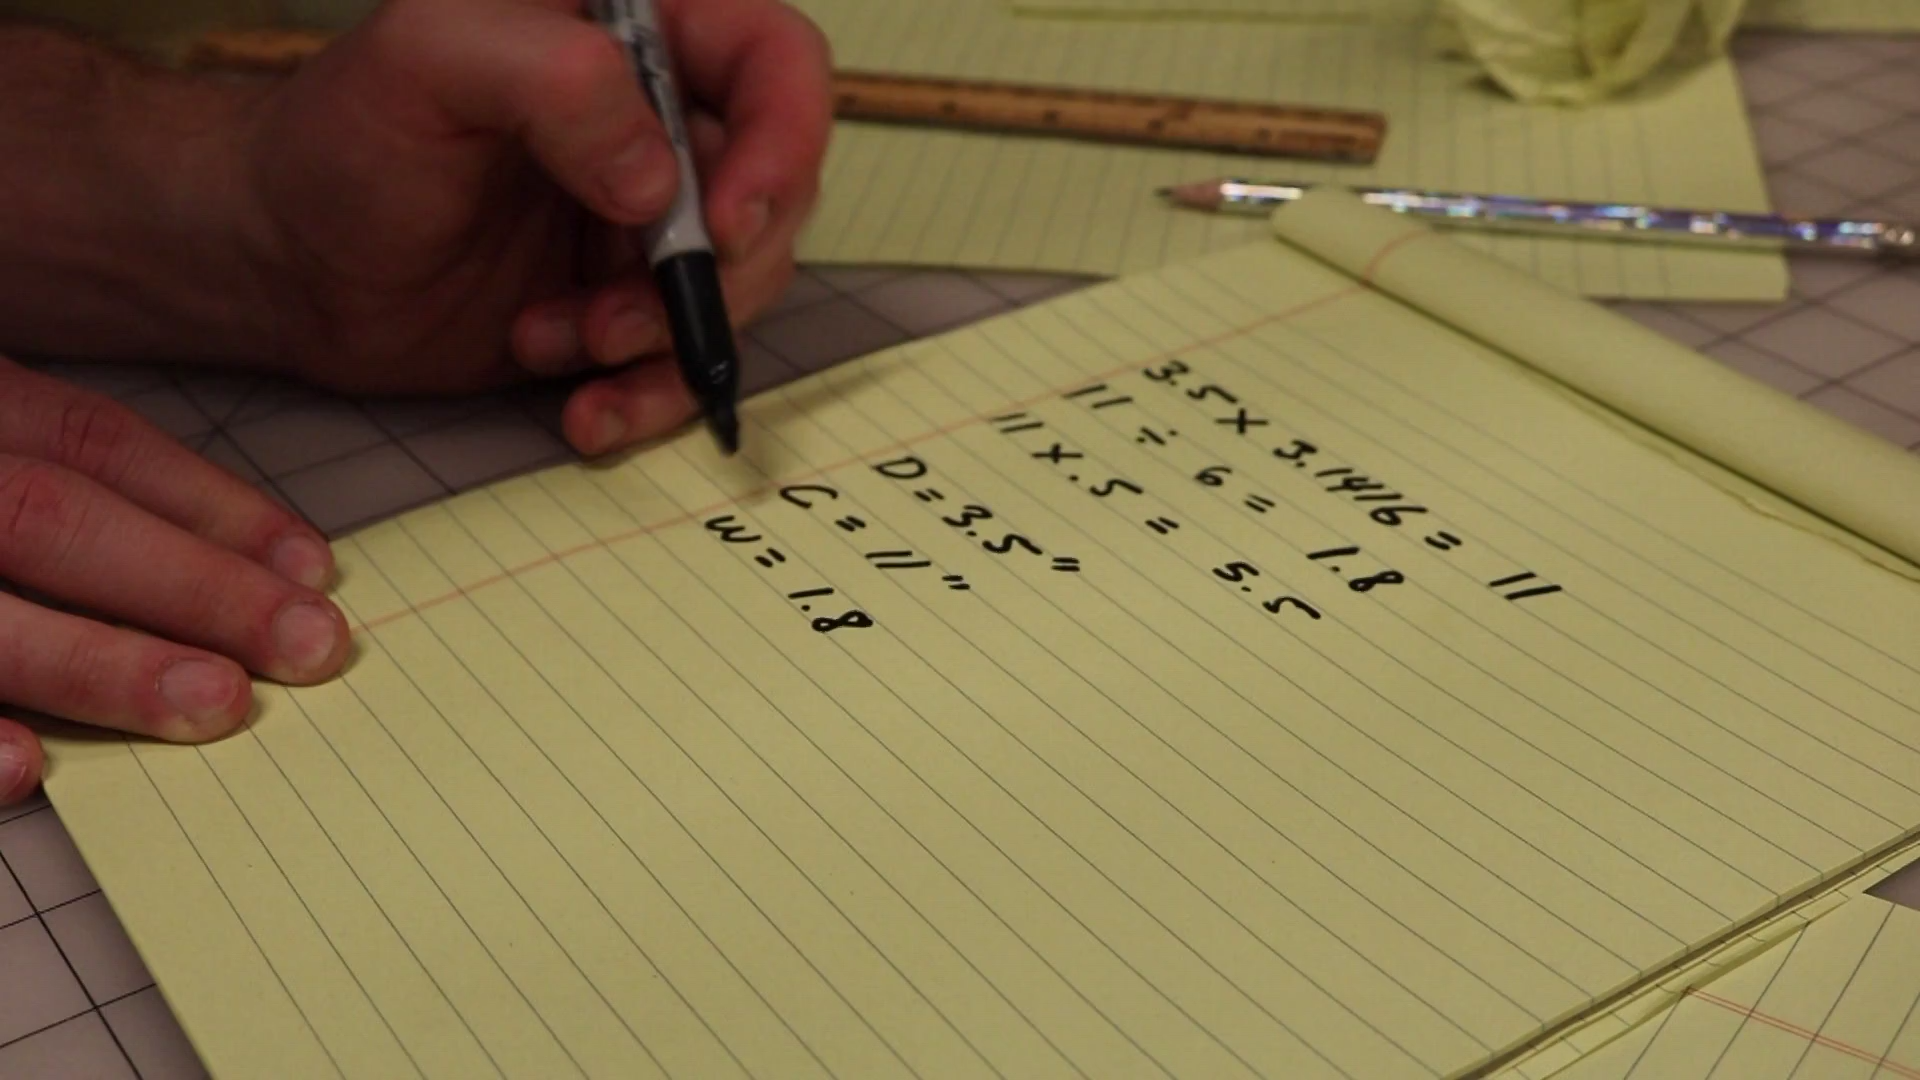 3.5 x 3.1416 = 11
11 ÷ 6 = 1.8
11 x .5 = 5.5
D = 3.5"
C = 11"
W = 1.8